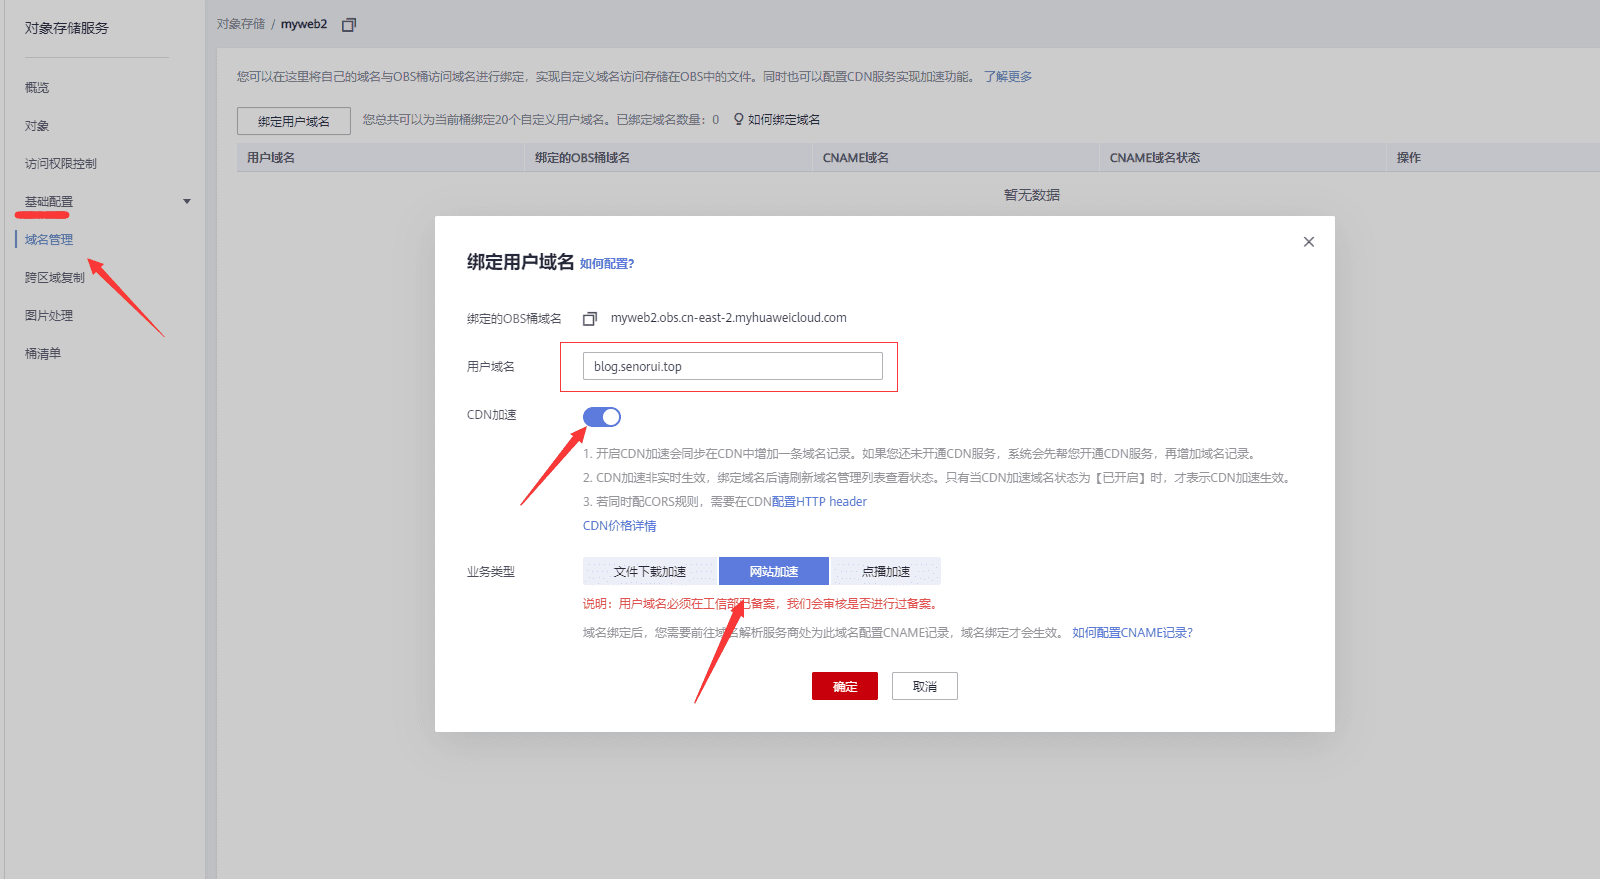 对象存储服务
概览
对象
访问权限控制
基础配置
域名管理
跨区域复制
图片处理
桶清单
对象存储 / myweb2
您可以在这里将自己的域名与OBS桶访问域名进行绑定，实现自定义域名访问存储在OBS中的文件。同时也可以配置CDN服务实现加速功能。 了解更多
绑定用户域名 您总共可以为当前桶绑定20个自定义用户域名。已绑定域名数量：0 如何绑定域名
用户域名 绑定的OBS桶域名 CNAME域名 CNAME域名状态 操作
暂无数据
绑定用户域名 如何配置?
绑定的OBS桶域名 myweb2.obs.cn-east-2.myhuaweicloud.com
用户域名 blog.senorui.top
CDN加速
1. 开启CDN加速会同步在CDN中增加一条域名记录。如果您还未开通CDN服务，系统会先帮您开通CDN服务，再增加域名记录。
2. CDN加速非实时生效，绑定域名后请刷新域名管理列表查看状态。只有当CDN加速域名状态为【已开启】时，才表示CDN加速生效。
3. 若同时配CORS规则，需要在CDN配置HTTP header
CDN价格详情
业务类型 文件下载加速 网站加速 点播加速
说明：用户域名必须在工信部已备案，我们会审核是否进行过备案。
域名绑定后，您需要前往域名解析服务商处为此域名配置CNAME记录，域名绑定才会生效。 如何配置CNAME记录?
确定 取消